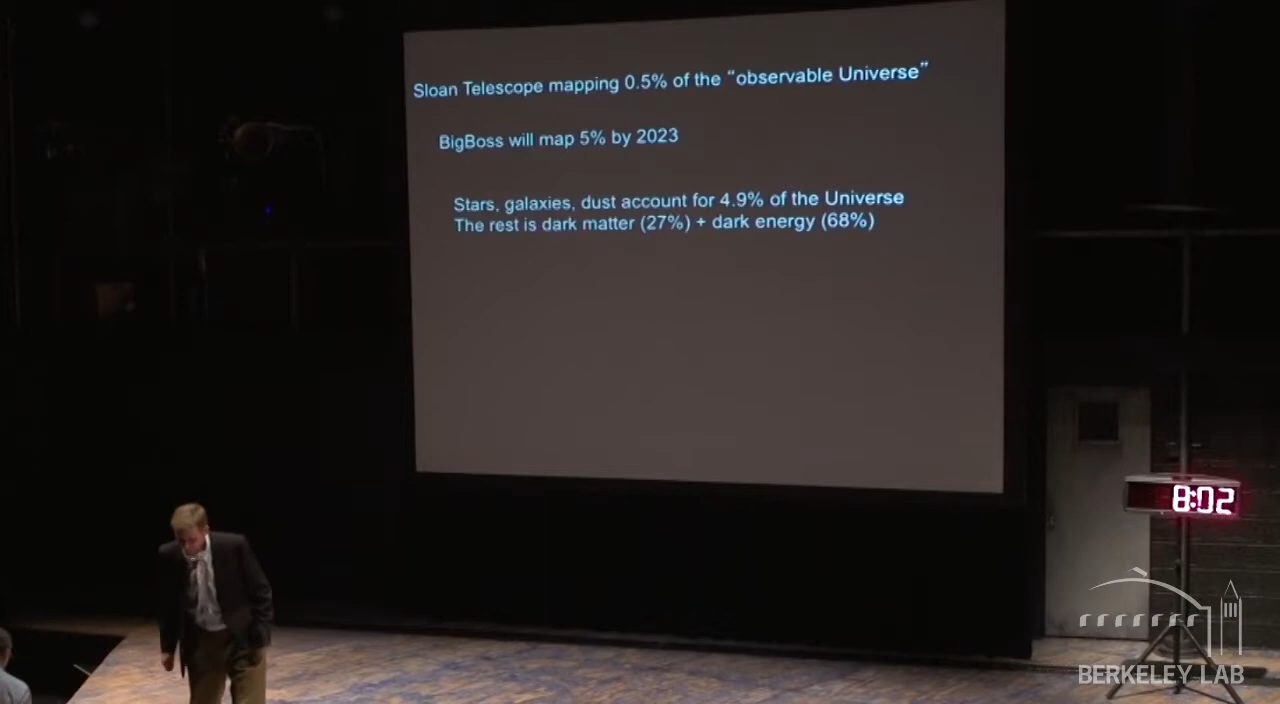 Sloan Telescope mapping 0.5% of the “observable Universe”
BigBoss will map 5% by 2023
Stars, galaxies, dust account for 4.9% of the Universe
The rest is dark matter (27%) + dark energy (68%)
8:02
BERKELEY LAB